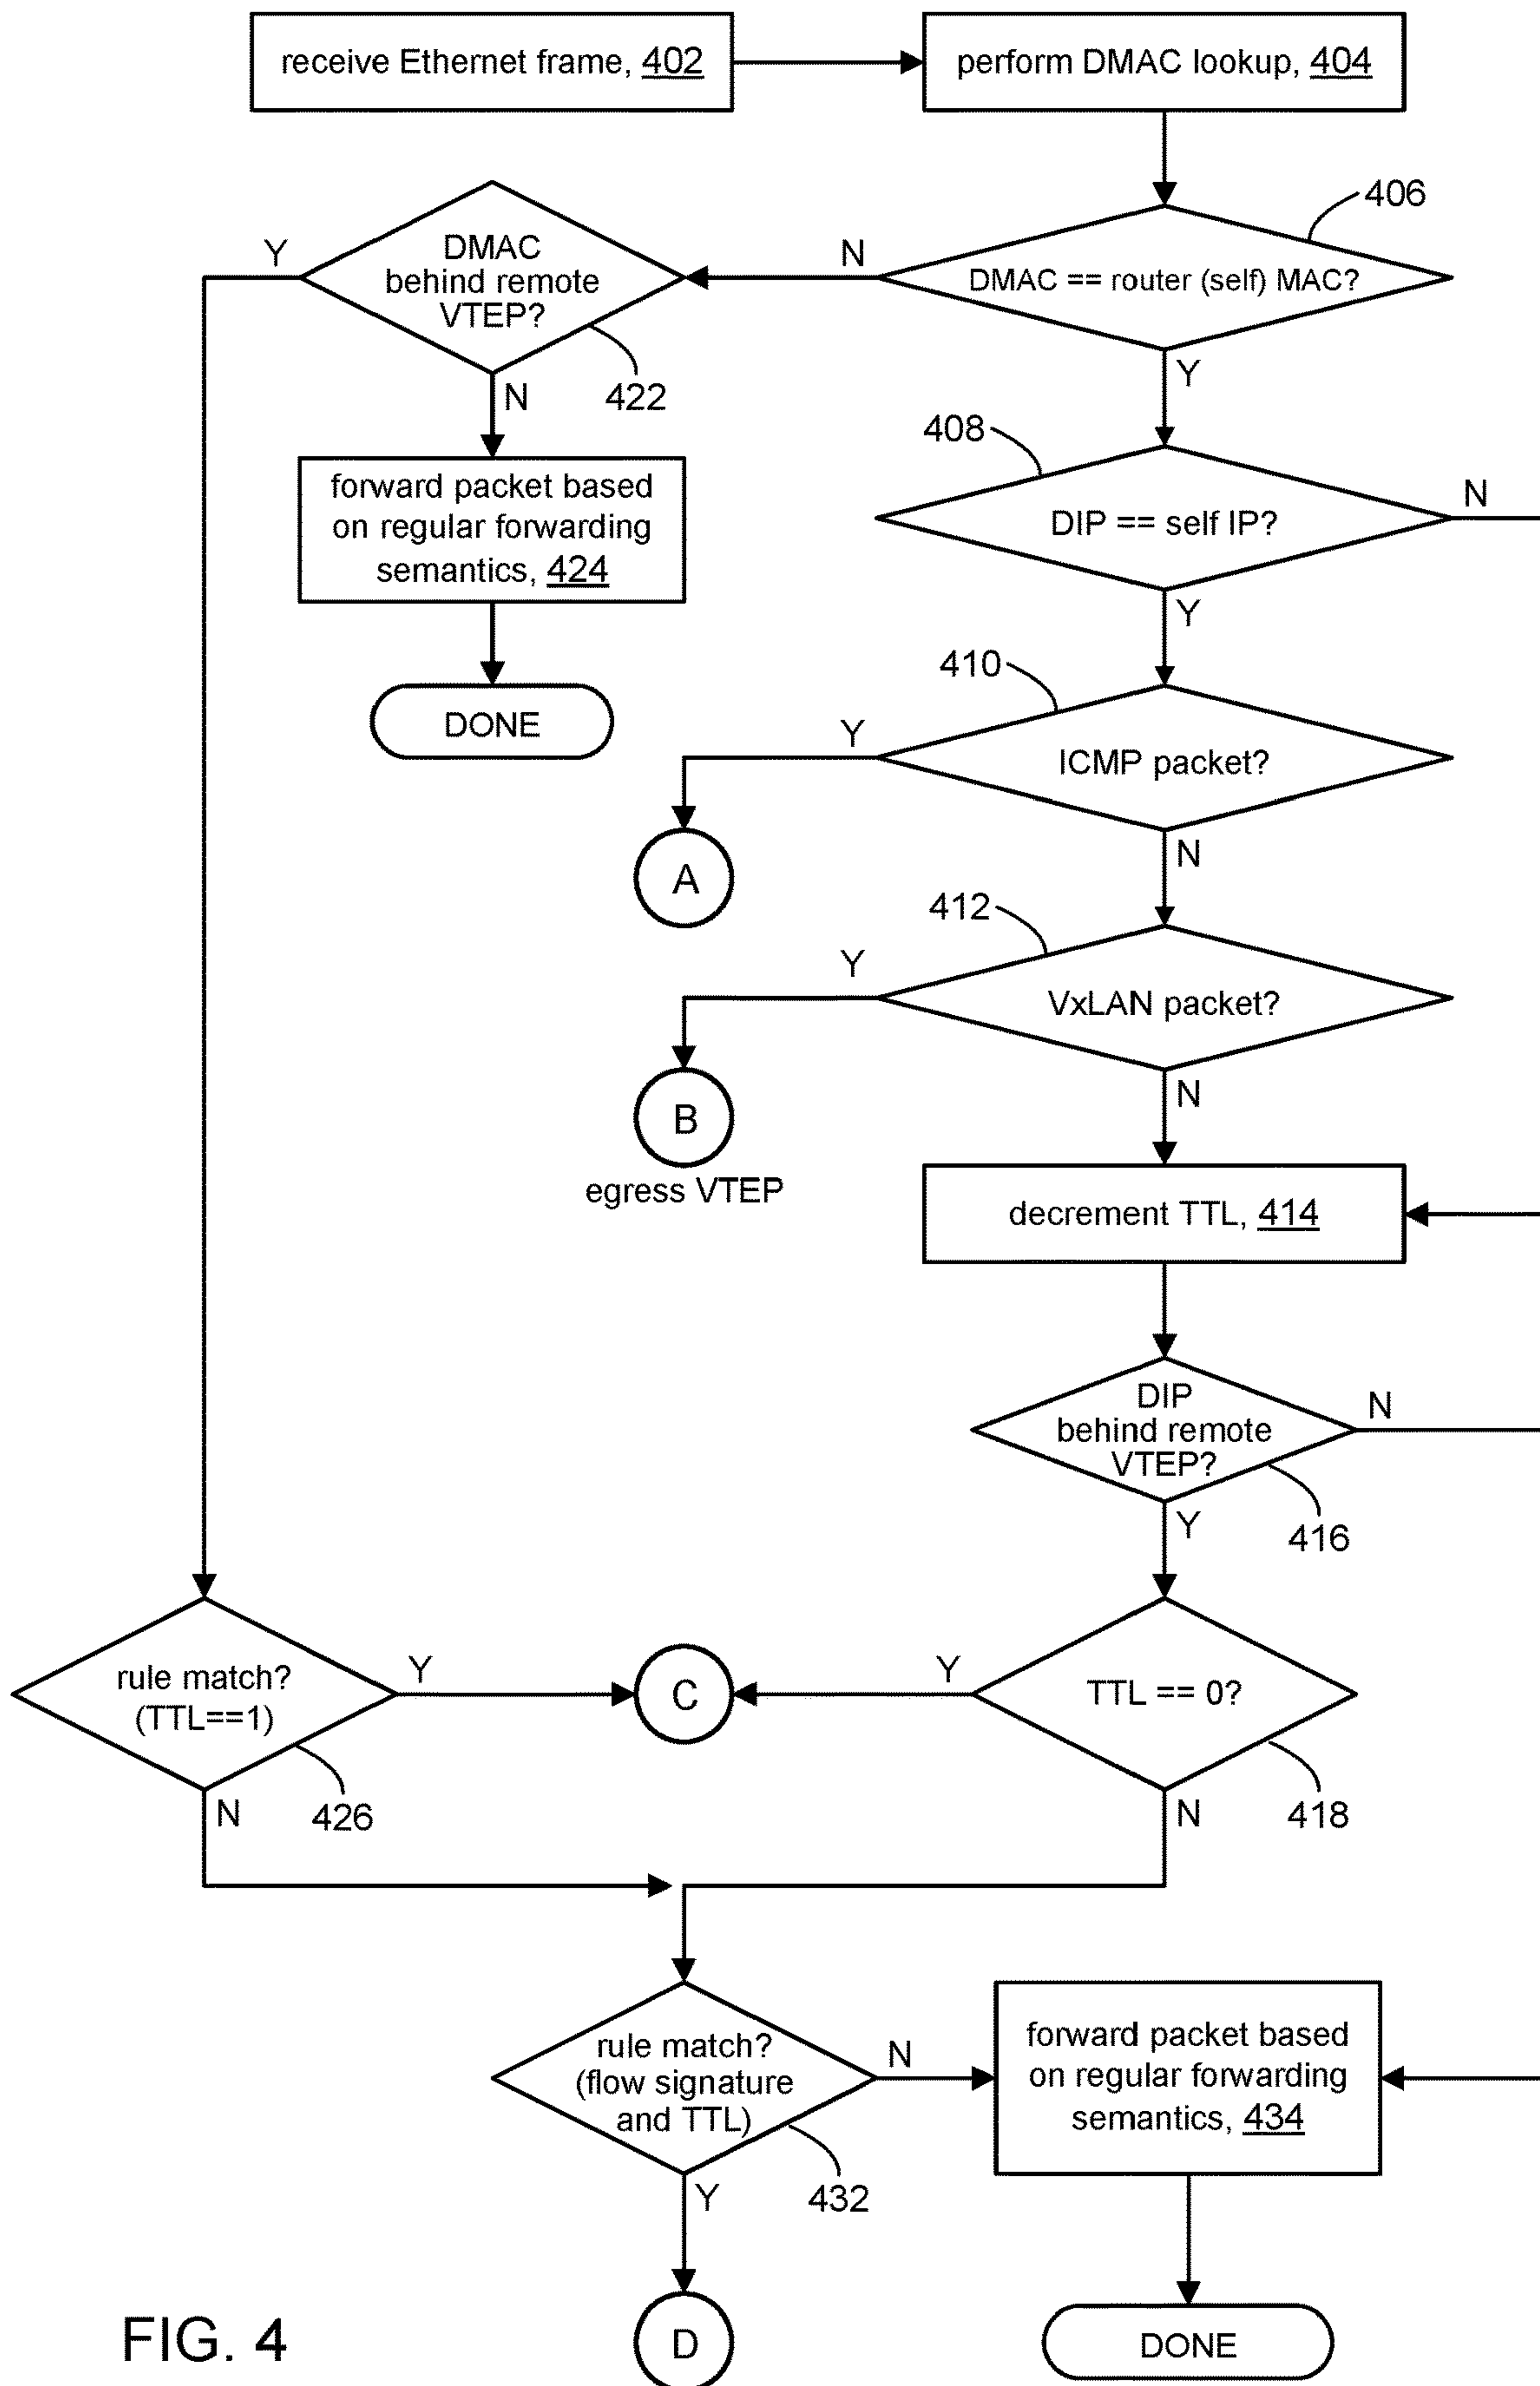 receive Ethernet frame, 402
perform DMAC lookup, 404
406
DMAC == router (self) MAC?
N
Y
DMAC
behind remote
VTEP?
Y
422
N
forward packet based
on regular forwarding
semantics, 424
DONE
408
DIP == self IP?
N
Y
410
ICMP packet?
Y
A
N
412
VxLAN packet?
Y
B
egress VTEP
N
decrement TTL, 414
DIP
behind remote
VTEP?
N
416
Y
rule match?
(TTL==1)
Y
426
N
C
TTL == 0?
Y
418
N
rule match?
(flow signature
and TTL)
N
432
Y
forward packet based
on regular forwarding
semantics, 434
D
DONE
FIG. 4